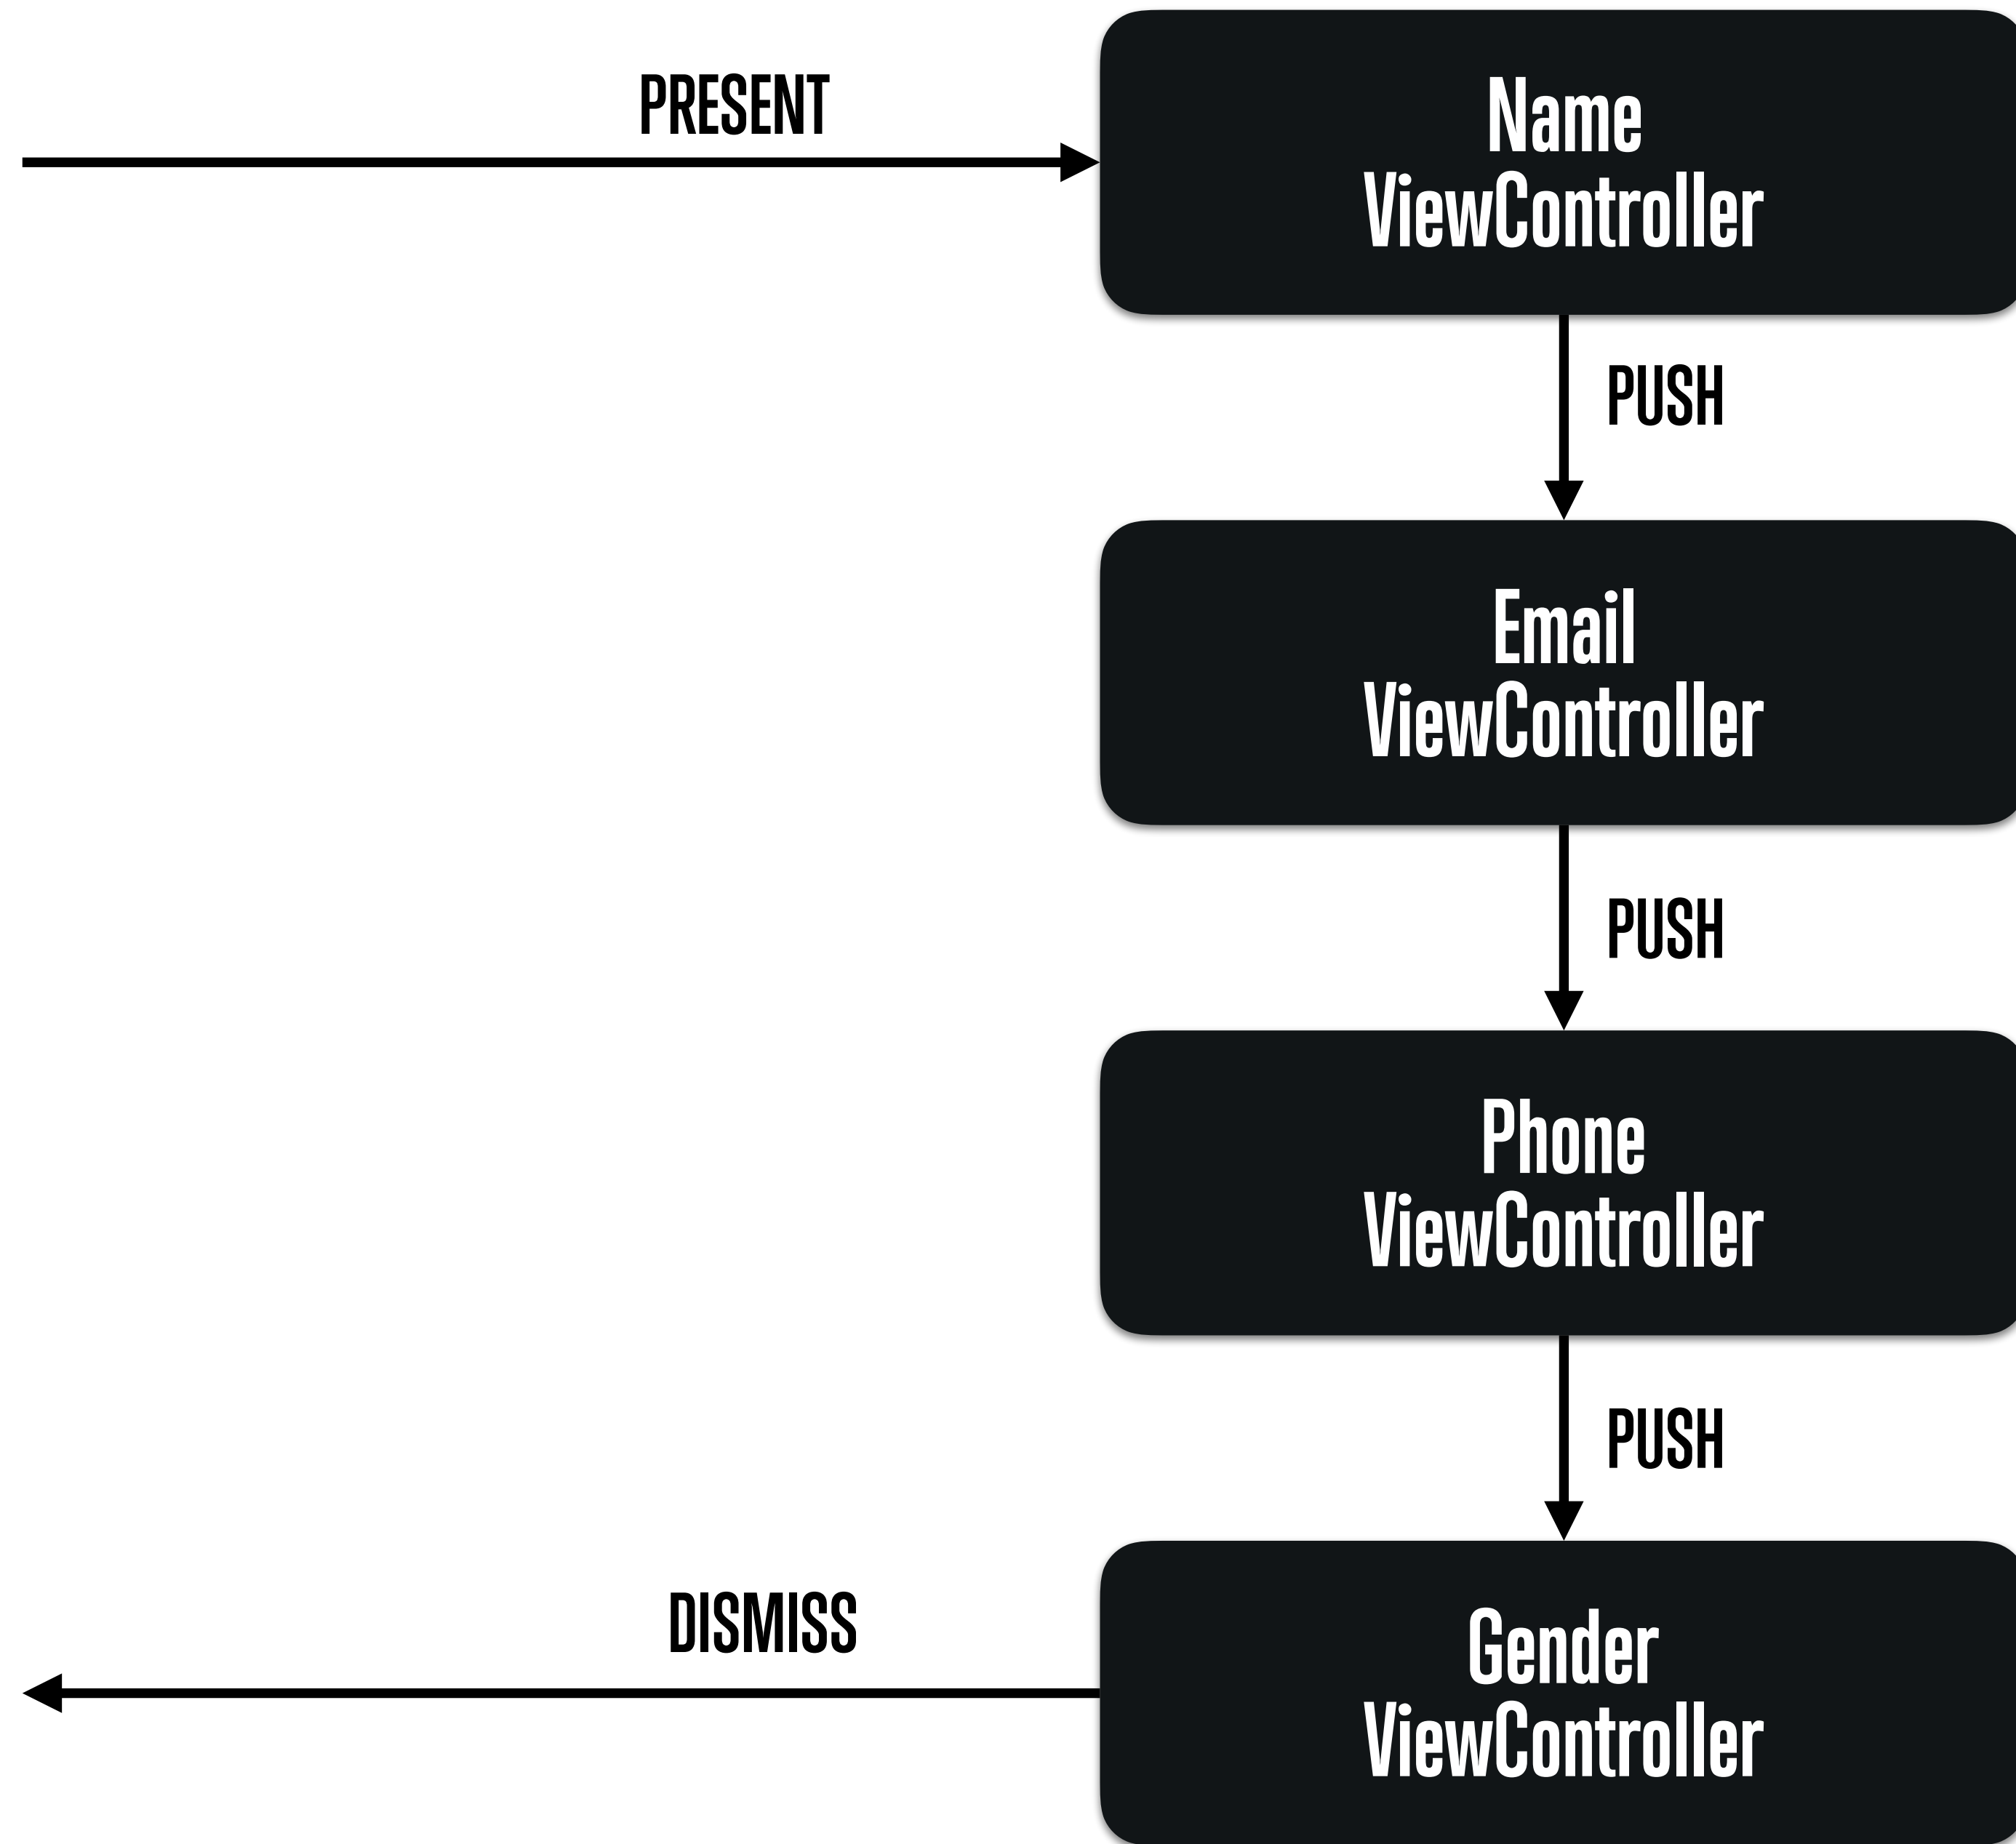 PRESENT
Name
ViewController
PUSH
Email
ViewController
PUSH
Phone
ViewController
PUSH
DISMISS
Gender
ViewController